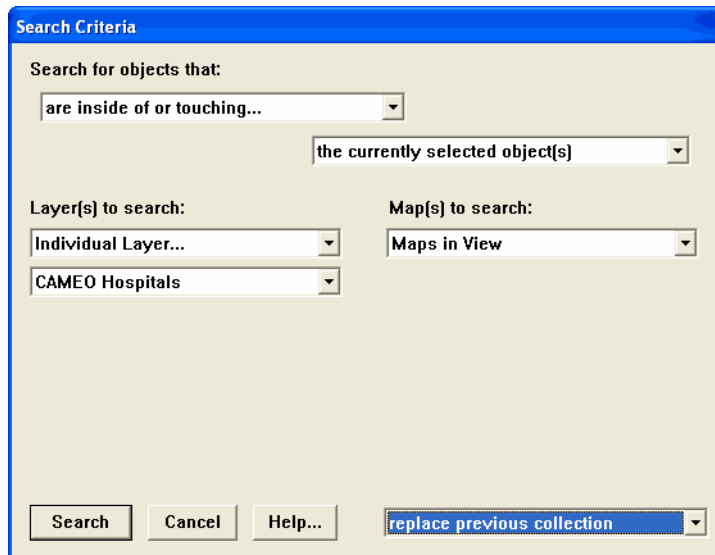 Search Criteria
Search for objects that:
are inside of or touching...
the currently selected object(s)
Layer(s) to search:
Map(s) to search:
Individual Layer...
Maps in View
CAMEO Hospitals
Search
Cancel
Help...
replace previous collection